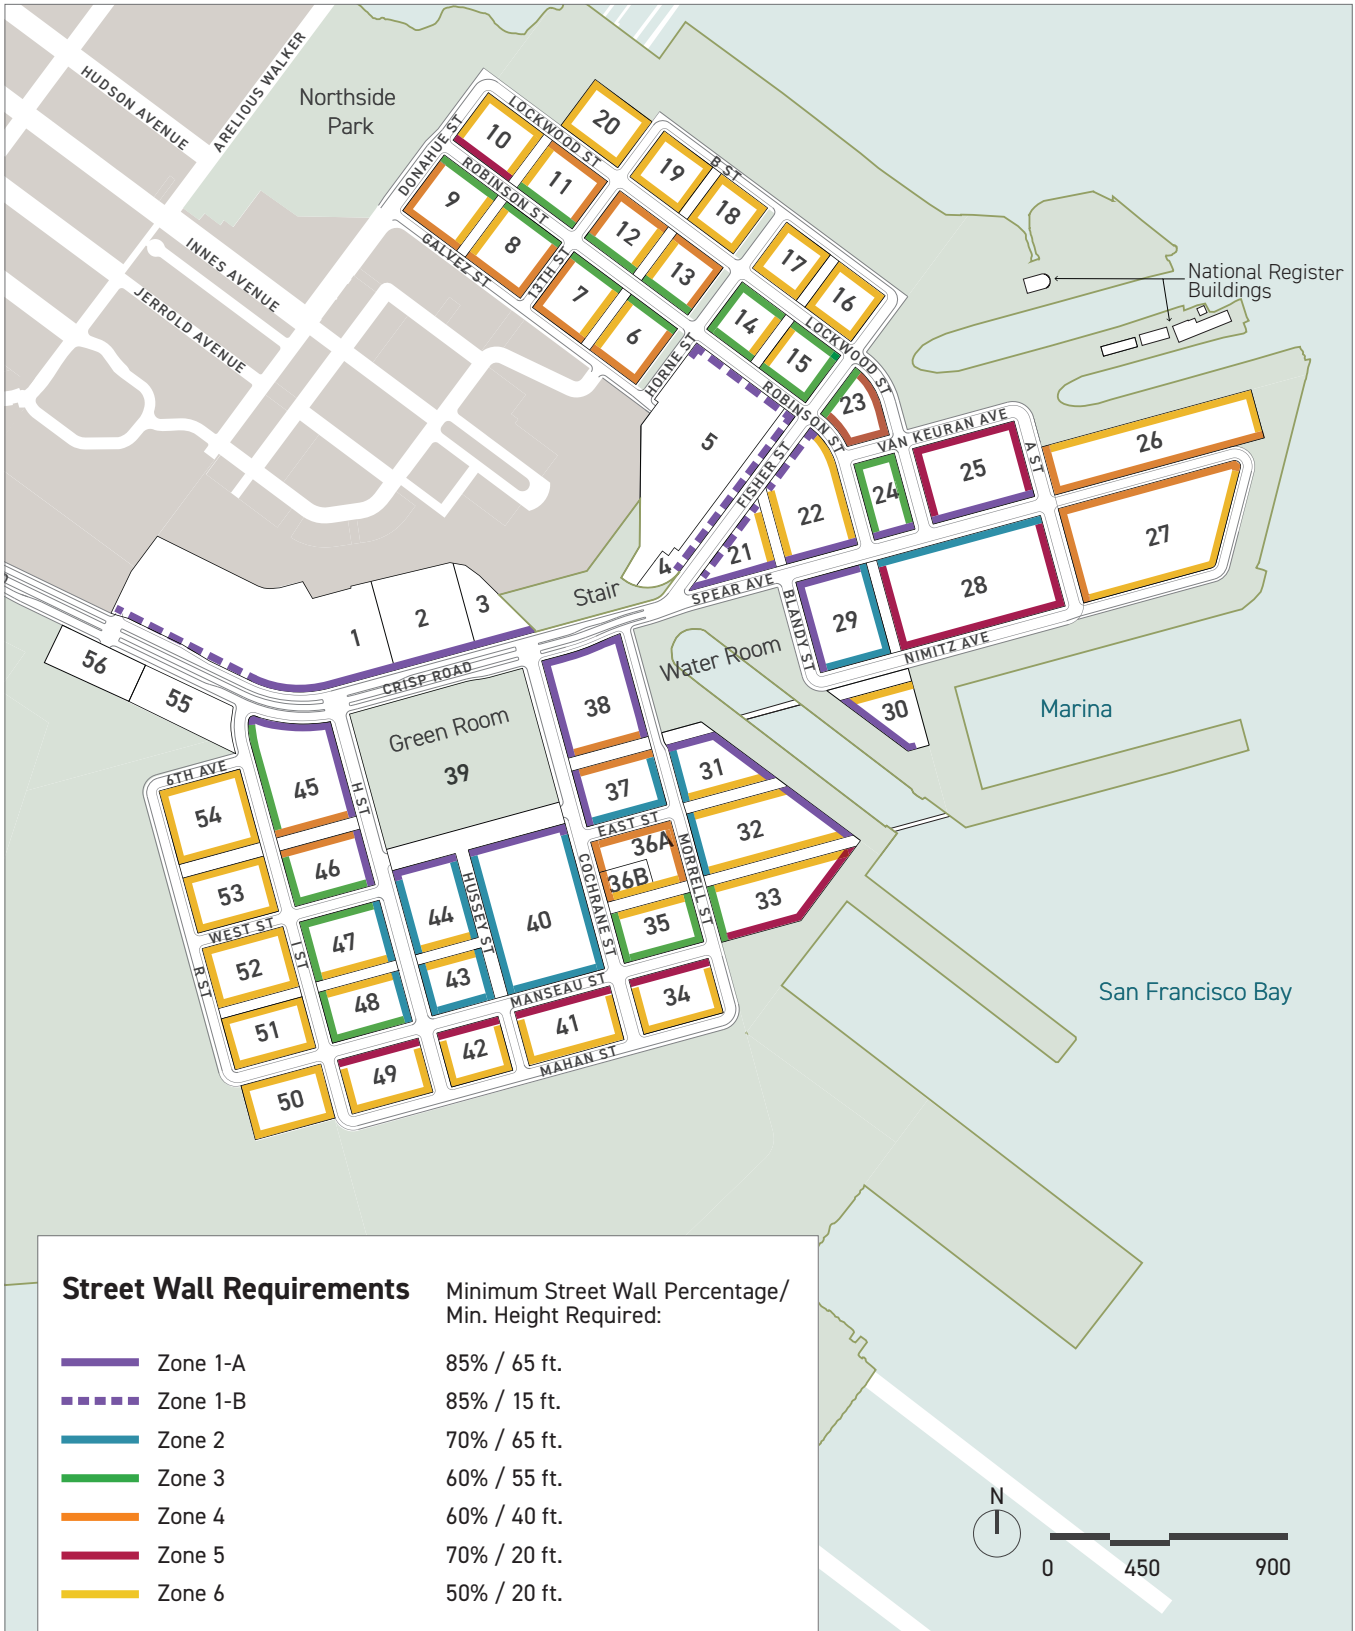 HUDSON AVENUE
ARELIOUS WALKER
Northside
Park
INNES AVENUE
JERROLD AVENUE
DONAHUE ST
LOCKWOOD ST
ROBINSON ST
GALVEZ ST
13TH ST
B ST
HORNE ST
LOCKWOOD ST
ROBINSON ST
FISHER ST
VAN KEURAN AVE
A ST
SPEAR AVE
BLANDY ST
NIMITZ AVE
National Register
Buildings
10
20
11
19
18
9
8
12
13
17
16
7
6
14
15
23
5
4
22
21
24
25
26
27
28
29
30
Stair
Water Room
Marina
1
2
3
56
55
CRISP ROAD
Green Room
39
38
37
EAST ST
36A
36B
35
MORRELL ST
COCHRANE ST
31
32
33
34
6TH AVE
54
53
WEST ST
52
51
50
R ST
I ST
H ST
45
46
47
48
49
44
43
42
41
40
HUSSEY ST
MANSEAU ST
MAHAN ST
San Francisco Bay
Street Wall Requirements
Minimum Street Wall Percentage/
Min. Height Required:
Zone 1-A 85% / 65 ft.
Zone 1-B 85% / 15 ft.
Zone 2 70% / 65 ft.
Zone 3 60% / 55 ft.
Zone 4 60% / 40 ft.
Zone 5 70% / 20 ft.
Zone 6 50% / 20 ft.
N
0 450 900